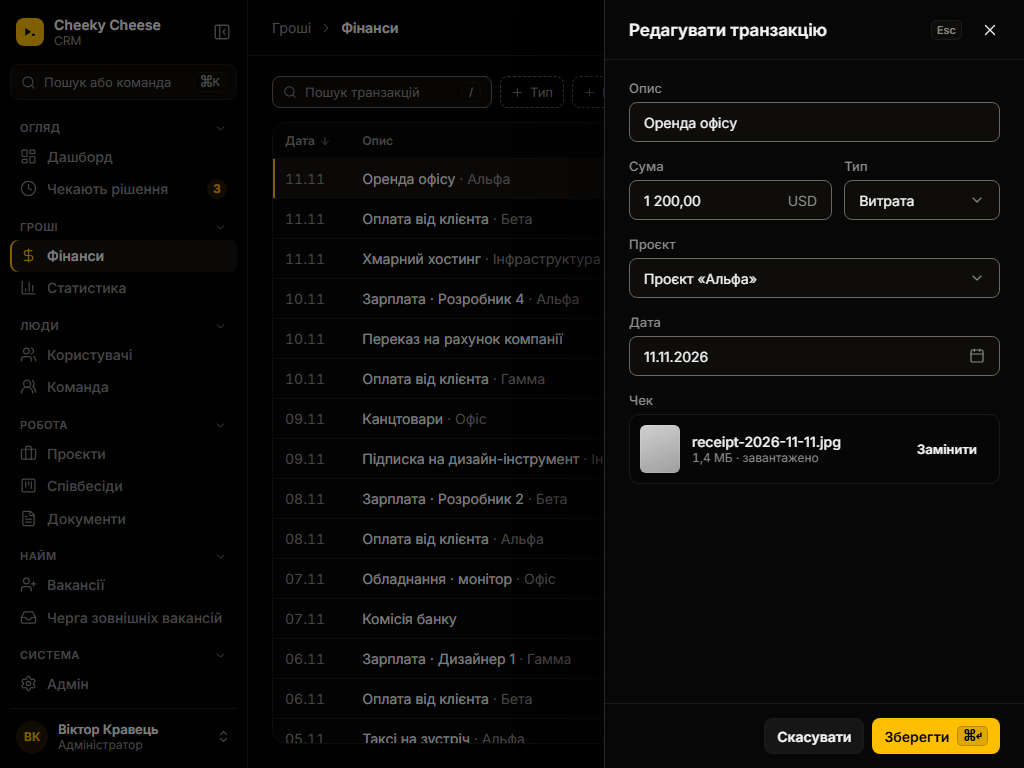 Cheeky Cheese
CRM
Пошук або команда ⌘K
ОГЛЯД
Дашборд
Чекають рішення 3
ГРОШІ
Фінанси
Статистика
ЛЮДИ
Користувачі
Команда
РОБОТА
Проєкти
Співбесіди
Документи
НАЙМ
Вакансії
Черга зовнішніх вакансій
СИСТЕМА
Адмін
ВК
Віктор Кравець
Адміністратор
Гроші > Фінанси
Пошук транзакцій /
+ Тип
Дата ↓ Опис
11.11 Оренда офісу · Альфа
11.11 Оплата від клієнта · Бета
11.11 Хмарний хостинг · Інфраструктура
10.11 Зарплата · Розробник 4 · Альфа
10.11 Переказ на рахунок компанії
10.11 Оплата від клієнта · Гамма
09.11 Канцтовари · Офіс
09.11 Підписка на дизайн-інструмент · Ін
08.11 Зарплата · Розробник 2 · Бета
08.11 Оплата від клієнта · Альфа
07.11 Обладнання · монітор · Офіс
07.11 Комісія банку
06.11 Зарплата · Дизайнер 1 · Гамма
06.11 Оплата від клієнта · Бета
05.11 Таксі на зустріч · Альфа
Редагувати транзакцію Esc
Опис
Оренда офісу
Сума Тип
1 200,00 USD Витрата
Проєкт
Проєкт «Альфа»
Дата
11.11.2026
Чек
receipt-2026-11-11.jpg
1,4 МБ · завантажено
Замінити
Скасувати Зберегти ⌘↵